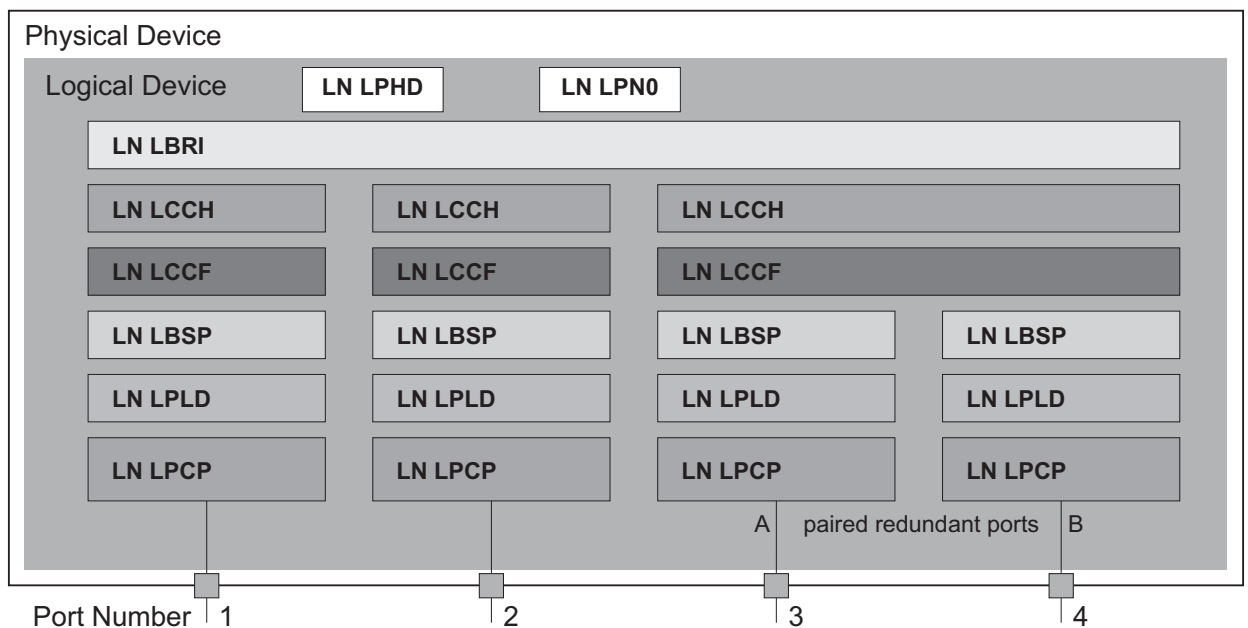 Physical Device
Logical Device LN LPHD LN LPN0
LN LBRI
LN LCCH LN LCCH LN LCCH
LN LCCF LN LCCF LN LCCF
LN LBSP LN LBSP LN LBSP LN LBSP
LN LPLD LN LPLD LN LPLD LN LPLD
LN LPCP LN LPCP LN LPCP LN LPCP
A paired redundant ports B
Port Number 1 2 3 4